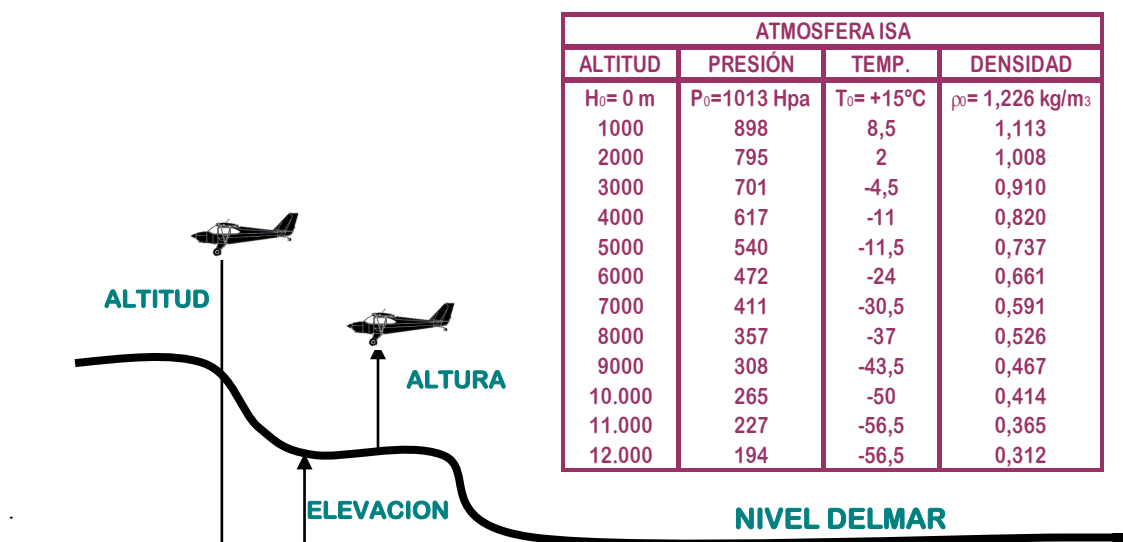 ATMOSFERA ISA
ALTITUD PRESIÓN TEMP. DENSIDAD
H0= 0 m P0=1013 Hpa T0= +15ºC ρ0= 1,226 kg/m3
1000 898 8,5 1,113
2000 795 2 1,008
3000 701 -4,5 0,910
4000 617 -11 0,820
5000 540 -11,5 0,737
6000 472 -24 0,661
7000 411 -30,5 0,591
8000 357 -37 0,526
9000 308 -43,5 0,467
10.000 265 -50 0,414
11.000 227 -56,5 0,365
12.000 194 -56,5 0,312
ALTITUD
ALTURA
ELEVACION
NIVEL DELMAR